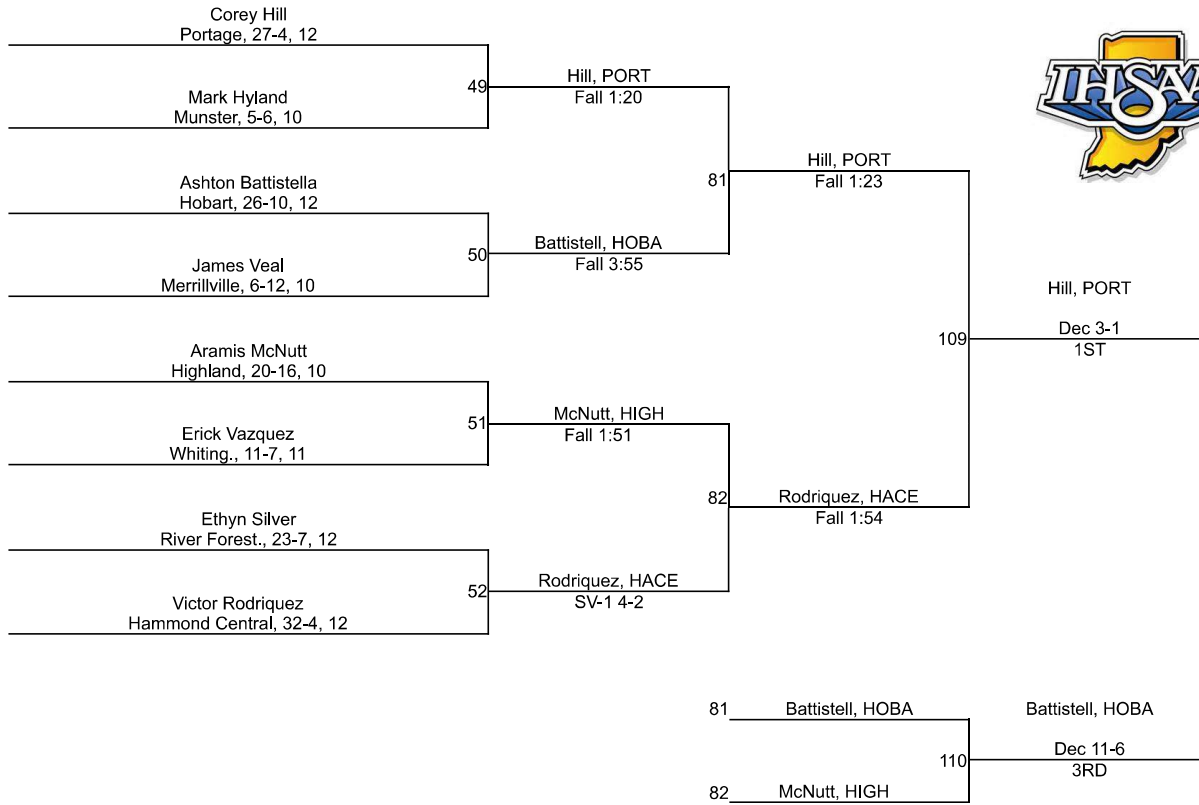 Corey Hill
Portage, 27-4, 12
Mark Hyland
Munster, 5-6, 10
49
Hill, PORT
Fall 1:20
Ashton Battistella
Hobart, 26-10, 12
James Veal
Merrillville, 6-12, 10
50
Battistell, HOBA
Fall 3:55
81
Hill, PORT
Fall 1:23
Aramis McNutt
Highland, 20-16, 10
Erick Vazquez
Whiting., 11-7, 11
51
McNutt, HIGH
Fall 1:51
Ethyn Silver
River Forest., 23-7, 12
Victor Rodriquez
Hammond Central, 32-4, 12
52
Rodriquez, HACE
SV-1 4-2
82
Rodriquez, HACE
Fall 1:54
109
Hill, PORT
Dec 3-1
1ST
IHSAA
81
Battistell, HOBA
82
McNutt, HIGH
110
Battistell, HOBA
Dec 11-6
3RD